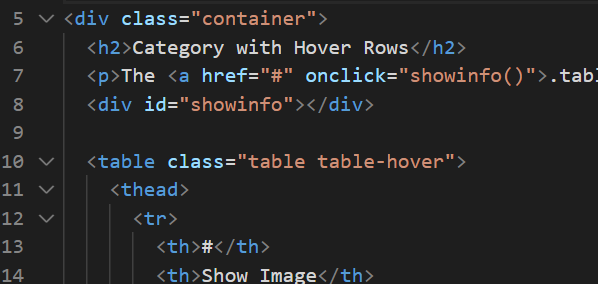 5 <div class="container">
6 <h2>Category with Hover Rows</h2>
7 <p>The <a href="#" onclick="showinfo()">.tabl
8 <div id="showinfo"></div>
9
10 <table class="table table-hover">
11 <thead>
12 <tr>
13 <th>#</th>
14 <th>Show Image</th>